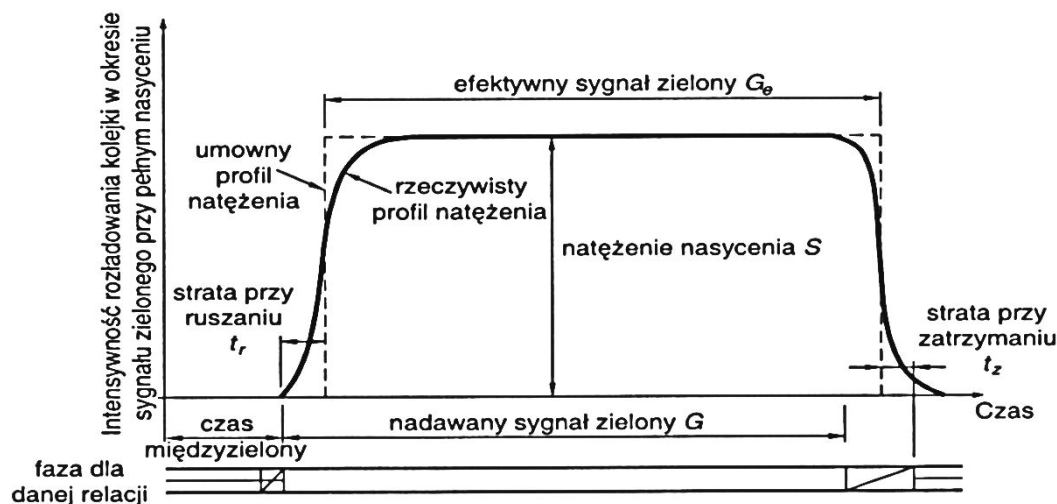 Intensywność rozładowania kolejki w okresie
sygnału zielonego przy pełnym nasyceniu
efektywny sygnał zielony Ge
umowny
profil
natężenia
rzeczywisty
profil natężenia
natężenie nasycenia S
strata przy
ruszaniu
tr
strata przy
zatrzymaniu
tz
Czas
czas
międzyzielony
nadawany sygnał zielony G
faza dla
danej relacji